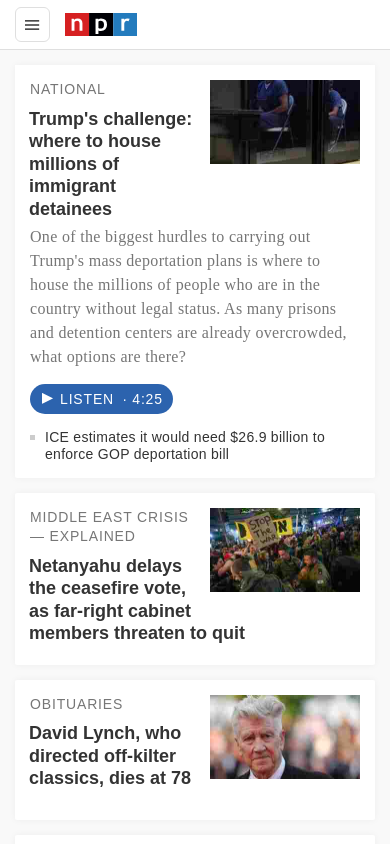 npr
NATIONAL
Trump's challenge:
where to house
millions of
immigrant
detainees
One of the biggest hurdles to carrying out
Trump's mass deportation plans is where to
house the millions of people who are in the
country without legal status. As many prisons
and detention centers are already overcrowded,
what options are there?
LISTEN · 4:25
ICE estimates it would need $26.9 billion to
enforce GOP deportation bill
MIDDLE EAST CRISIS
— EXPLAINED
STOP
THE
WAR
Netanyahu delays
the ceasefire vote,
as far-right cabinet
members threaten to quit
OBITUARIES
David Lynch, who
directed off-kilter
classics, dies at 78